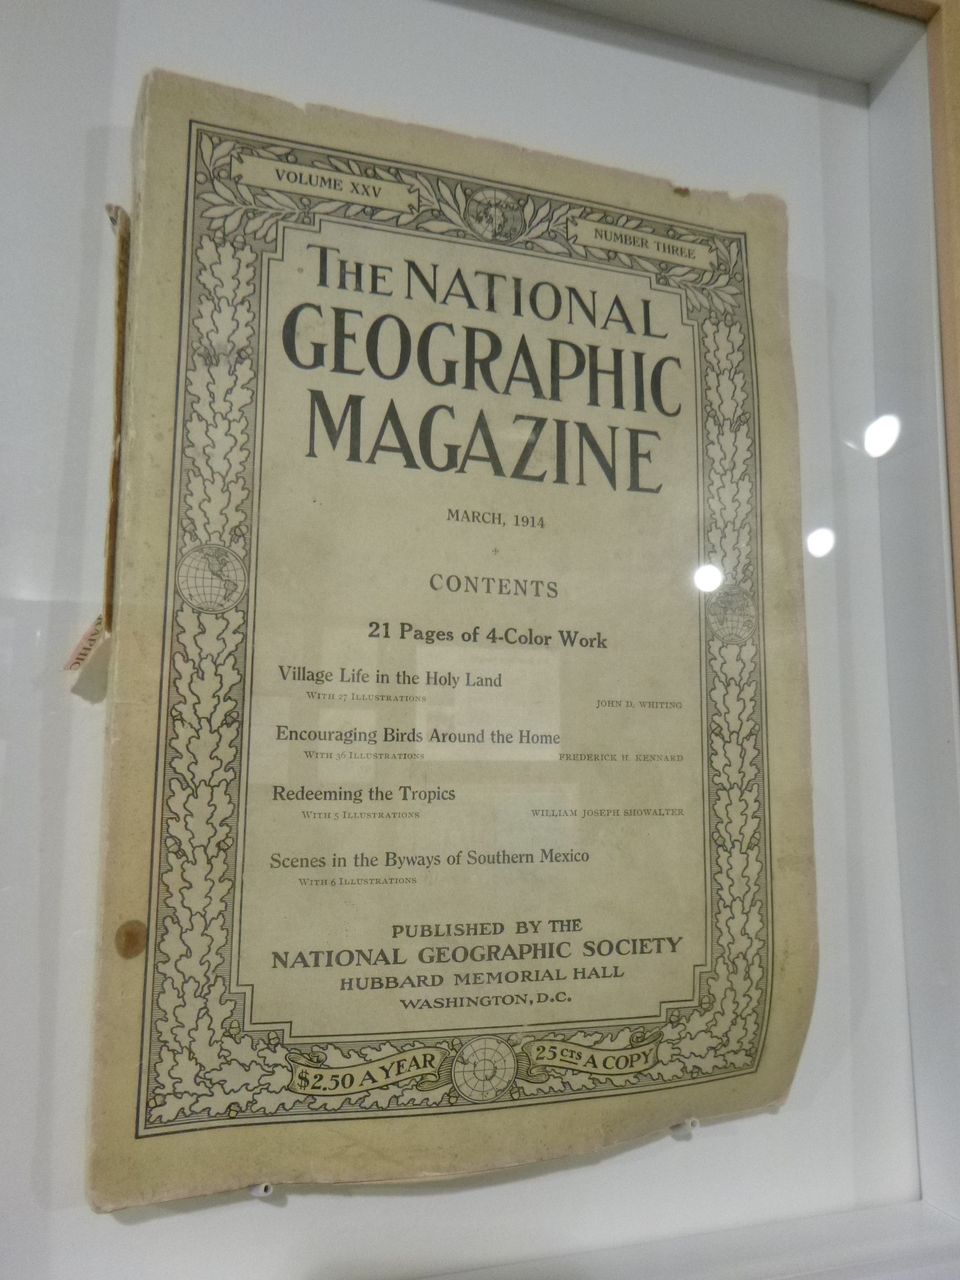 VOLUME XXV
NUMBER THREE
THE NATIONAL
GEOGRAPHIC
MAGAZINE
MARCH, 1914
CONTENTS
21 Pages of 4-Color Work
Village Life in the Holy Land
WITH 27 ILLUSTRATIONS JOHN D. WHITING
Encouraging Birds Around the Home
WITH 36 ILLUSTRATIONS FREDERICK H. KENNARD
Redeeming the Tropics
WITH 5 ILLUSTRATIONS WILLIAM JOSEPH SHOWALTER
Scenes in the Byways of Southern Mexico
WITH 6 ILLUSTRATIONS
PUBLISHED BY THE
NATIONAL GEOGRAPHIC SOCIETY
HUBBARD MEMORIAL HALL
WASHINGTON, D.C.
$2.50 A YEAR
25 CTS A COPY